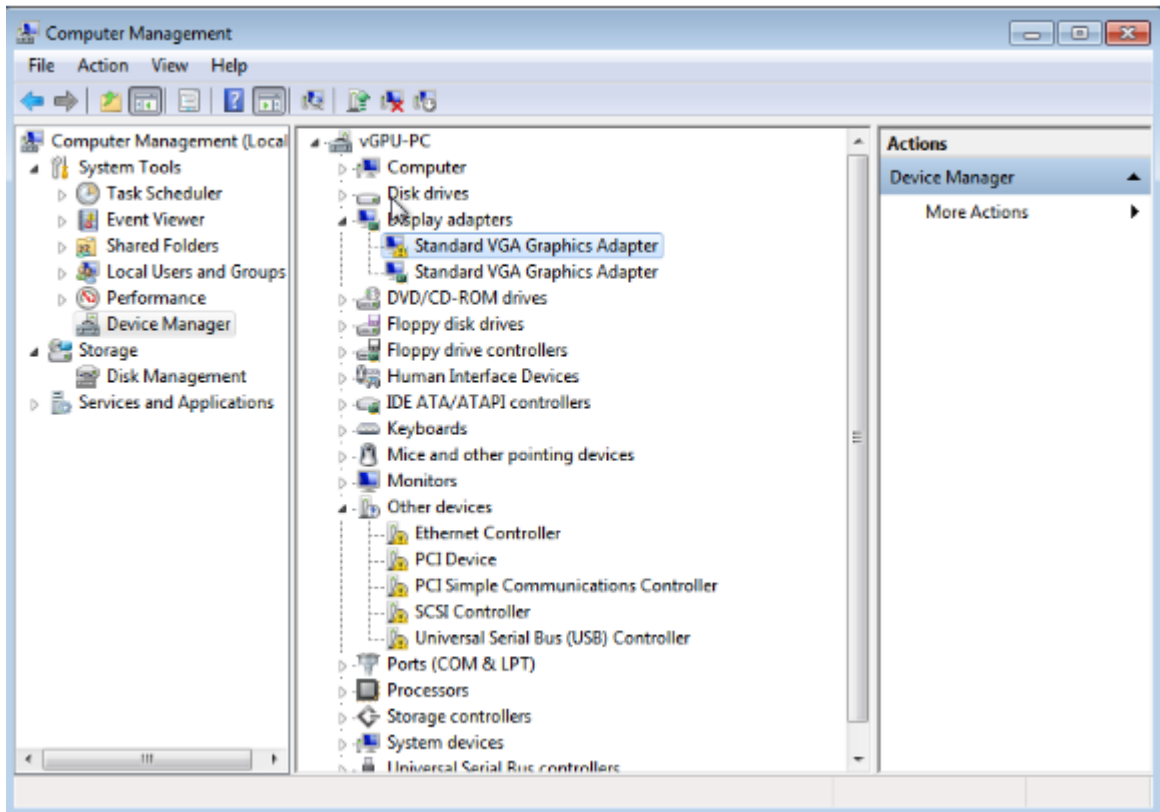 Computer Management
File Action View Help
Computer Management (Local
System Tools
Task Scheduler
Event Viewer
Shared Folders
Local Users and Groups
Performance
Device Manager
Storage
Disk Management
Services and Applications
vGPU-PC
Computer
Disk drives
Display adapters
Standard VGA Graphics Adapter
Standard VGA Graphics Adapter
DVD/CD-ROM drives
Floppy disk drives
Floppy drive controllers
Human Interface Devices
IDE ATA/ATAPI controllers
Keyboards
Mice and other pointing devices
Monitors
Other devices
Ethernet Controller
PCI Device
PCI Simple Communications Controller
SCSI Controller
Universal Serial Bus (USB) Controller
Ports (COM & LPT)
Processors
Storage controllers
System devices
Universal Serial Bus controllers
Actions
Device Manager
More Actions